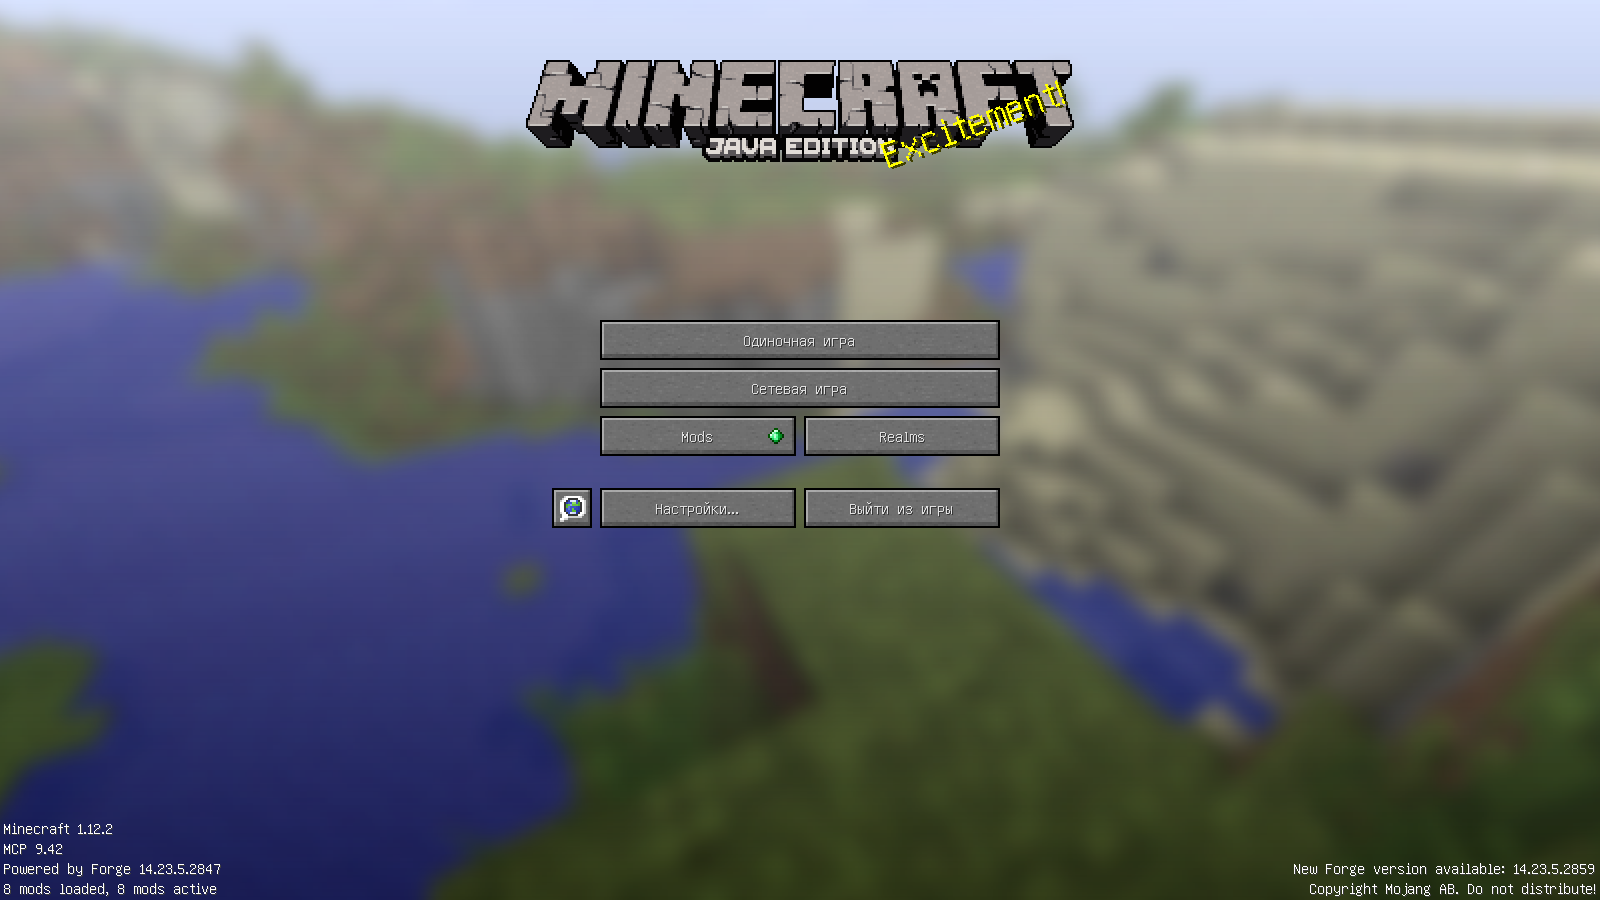 MINECRAFT
JAVA EDITION
Excitement!
Одиночная игра
Сетевая игра
Mods
Realms
Настройки...
Выйти из игры
Minecraft 1.12.2
MCP 9.42
Powered by Forge 14.23.5.2847
8 mods loaded, 8 mods active
New Forge version available: 14.23.5.2859
Copyright Mojang AB. Do not distribute!